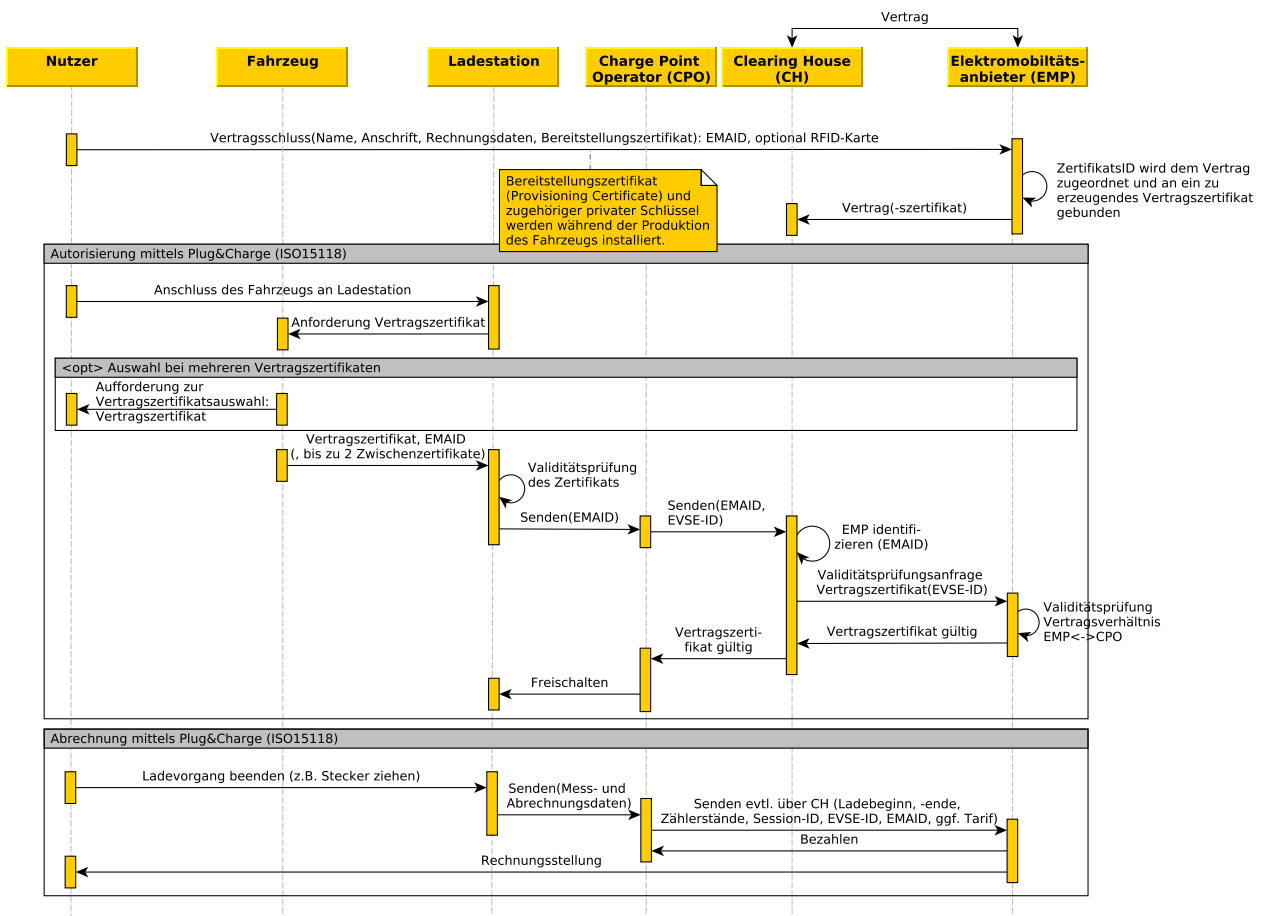 Vertrag
Nutzer
Fahrzeug
Ladestation
Charge Point
Operator (CPO)
Clearing House
(CH)
Elektromobiltäts-
anbieter (EMP)
Vertragsschluss(Name, Anschrift, Rechnungsdaten, Bereitstellungszertifikat): EMAID, optional RFID-Karte
ZertifikatsID wird dem Vertrag
zugeordnet und an ein zu
erzeugendes Vertragszertifikat
gebunden
Bereitstellungszertifikat
(Provisioning Certificate) und
zugehöriger privater Schlüssel
werden während der Produktion
des Fahrzeugs installiert.
Vertrag(-szertifikat)
Autorisierung mittels Plug&Charge (ISO15118)
Anschluss des Fahrzeugs an Ladestation
Anforderung Vertragszertifikat
<opt> Auswahl bei mehreren Vertragszertifikaten
Aufforderung zur
Vertragszertifikatsauswahl:
Vertragszertifikat
Vertragszertifikat, EMAID
(, bis zu 2 Zwischenzertifikate)
Validitätsprüfung
des Zertifikats
Senden(EMAID)
Senden(EMAID,
EVSE-ID)
EMP identifi-
zieren (EMAID)
Validitätsprüfungsanfrage
Vertragszertifikat(EVSE-ID)
Validitätsprüfung
Vertragsverhältnis
EMP<->CPO
Vertragszertifikat gültig
Vertragszerti-
fikat gültig
Freischalten
Abrechnung mittels Plug&Charge (ISO15118)
Ladevorgang beenden (z.B. Stecker ziehen)
Senden(Mess- und
Abrechnungsdaten)
Senden evtl. über CH (Ladebeginn, -ende,
Zählerstände, Session-ID, EVSE-ID, EMAID, ggf. Tarif)
Bezahlen
Rechnungsstellung